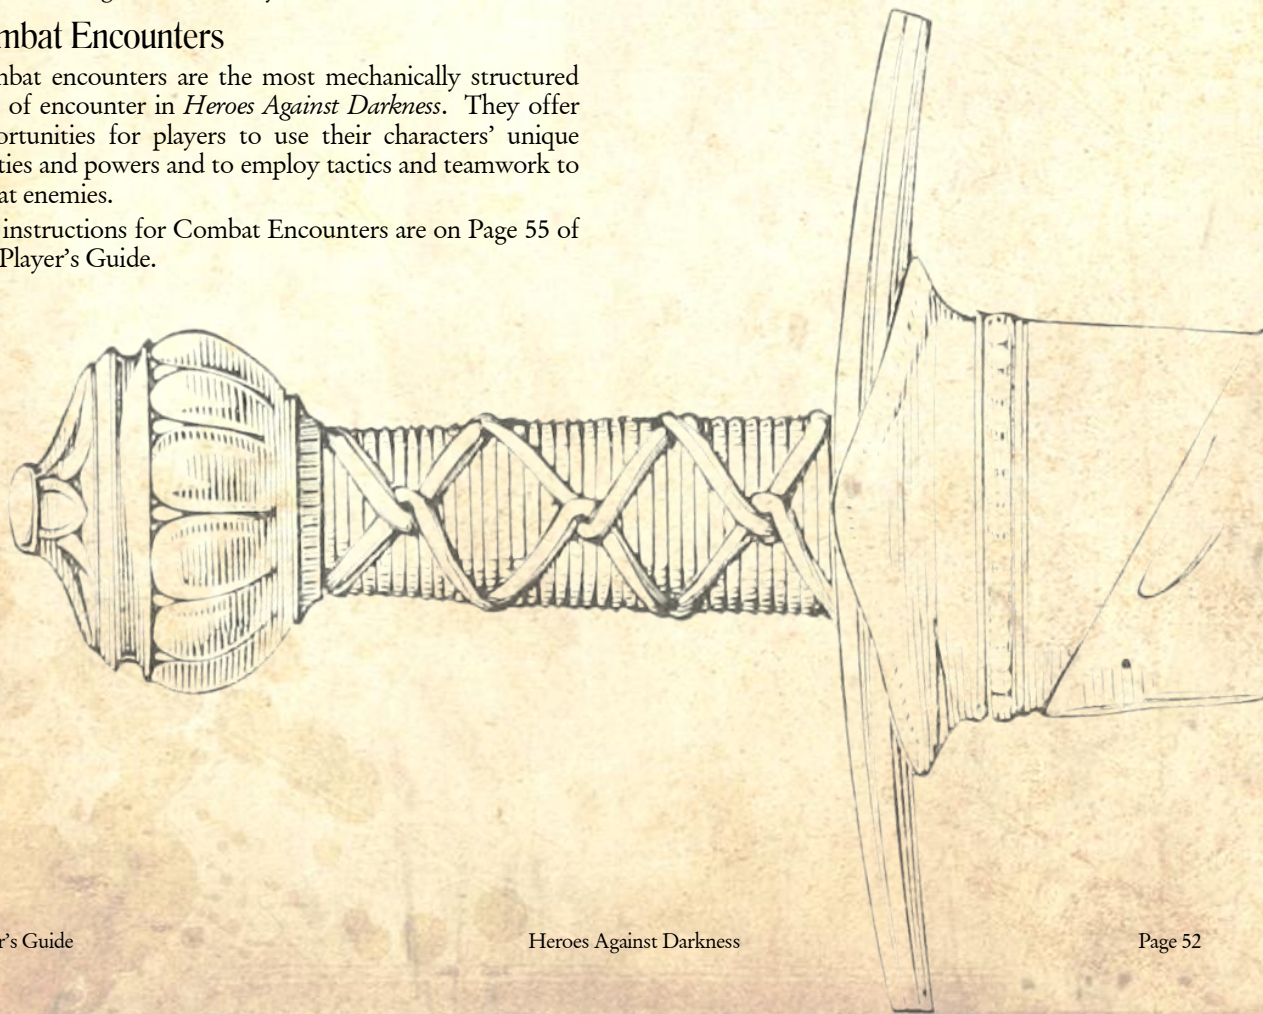 mbat Encounters
nbat encounters are the most mechanically structured
of encounter in Heroes Against Darkness. They offer
ortunities for players to use their characters’ unique
ties and powers and to employ tactics and teamwork to
at enemies.
instructions for Combat Encounters are on Page 55 of
Player’s Guide.
r’s Guide
Heroes Against Darkness
Page 52